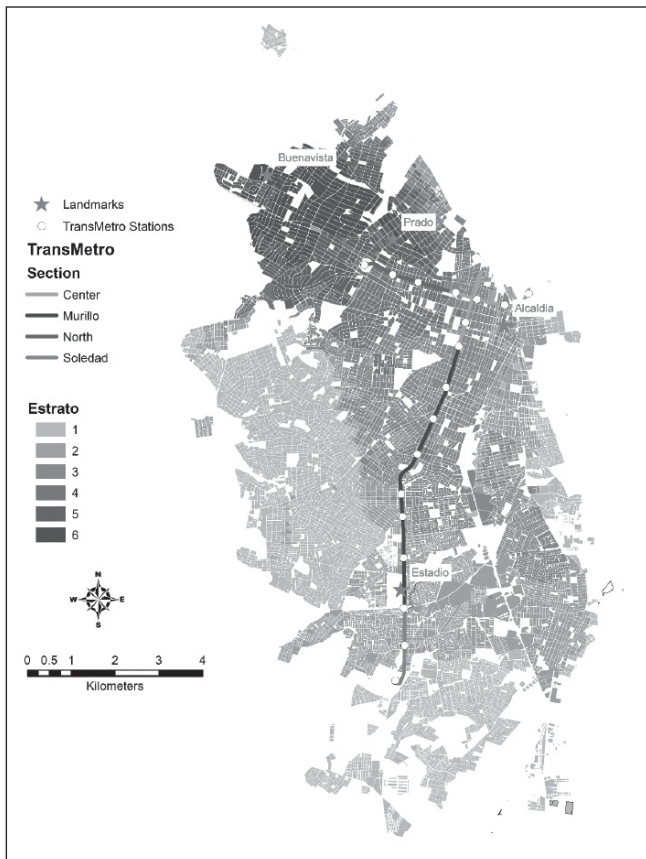 Buenavista
Landmarks
Prado
TransMetro Stations
TransMetro
Section
Center
Alcaldia
Murillo
North
Soledad
Estrato
1
2
3
4
5
6
Estadio
N
W E
S
0 0.5 1 2 3 4
Kilometers